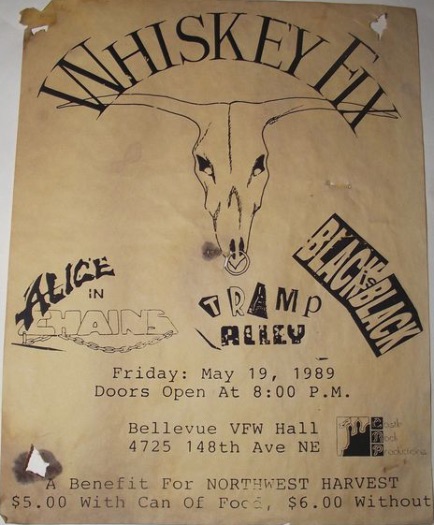 WHISKEY FIX
ALICE
IN
CHAINS
TRAMP
ALLEY
BLACK
BLACK
Friday: May 19, 1989
Doors Open At 8:00 P.M.
Bellevue VFW Hall
4725 148th Ave NE
Productions
A Benefit For NORTHWEST HARVEST
$5.00 With Can Of Food, $6.00 Without